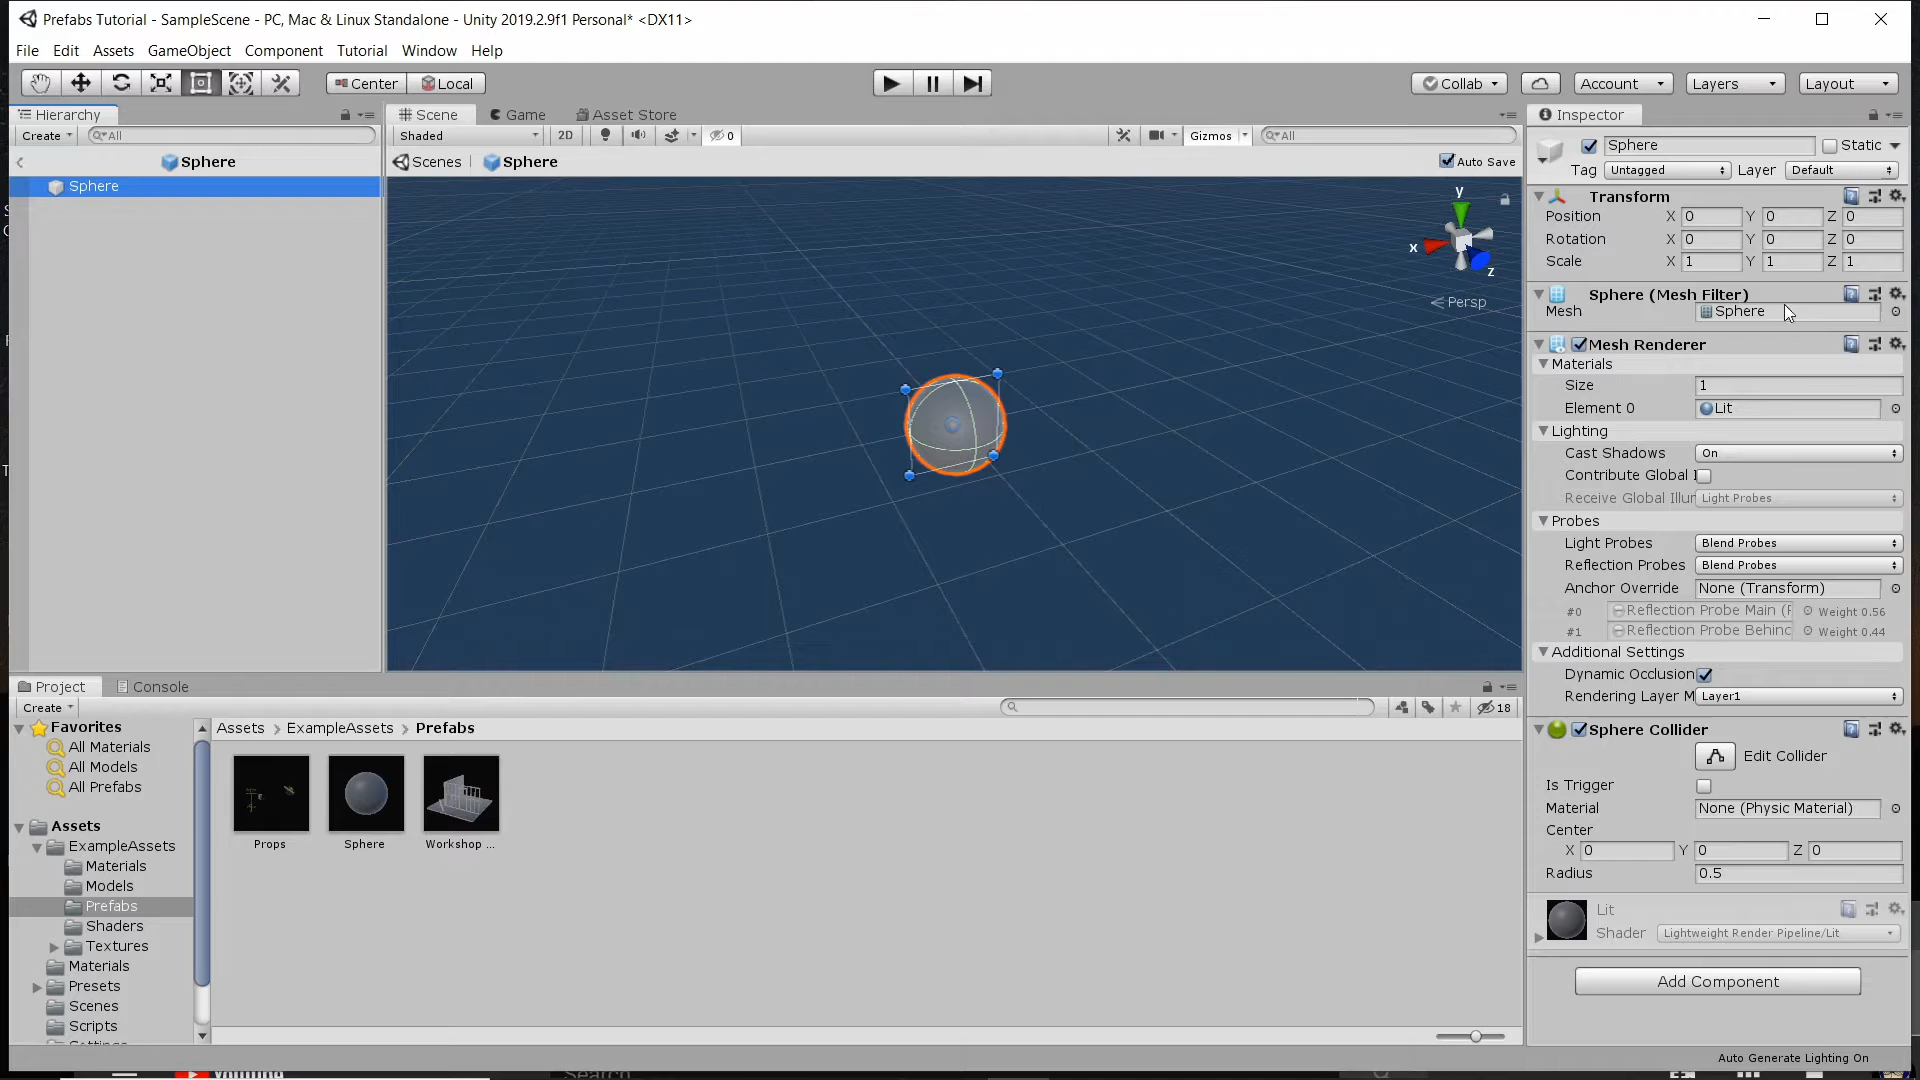 Prefabs Tutorial - SampleScene - PC, Mac & Linux Standalone - Unity 2019.2.9f1 Personal* <DX11>
File Edit Assets GameObject Component Tutorial Window Help
Center Local Collab Account Layers Layout
Hierarchy
Create All
Sphere
Sphere
Scene Game Asset Store
Shaded 2D 0 Gizmos All
Scenes Sphere Auto Save
y
x
z
Persp
Inspector
Sphere Static
Tag Untagged Layer Default
Transform
Position X 0 Y 0 Z 0
Rotation X 0 Y 0 Z 0
Scale X 1 Y 1 Z 1
Sphere (Mesh Filter)
Mesh Sphere
Mesh Renderer
Materials
Size 1
Element 0 Lit
Lighting
Cast Shadows On
Contribute Global I
Receive Global Illur Light Probes
Probes
Light Probes Blend Probes
Reflection Probes Blend Probes
Anchor Override None (Transform)
#0 Reflection Probe Main (F Weight 0.56
#1 Reflection Probe Behind Weight 0.44
Additional Settings
Dynamic Occlusion
Rendering Layer M Layer1
Sphere Collider
Edit Collider
Is Trigger
Material None (Physic Material)
Center
X 0 Y 0 Z 0
Radius 0.5
Lit
Shader Lightweight Render Pipeline/Lit
Add Component
Project Console
Create 18
Favorites
All Materials
All Models
All Prefabs
Assets
ExampleAssets
Materials
Models
Prefabs
Shaders
Textures
Materials
Presets
Scenes
Scripts
Assets > ExampleAssets > Prefabs
Props Sphere Workshop ...
Auto Generate Lighting On